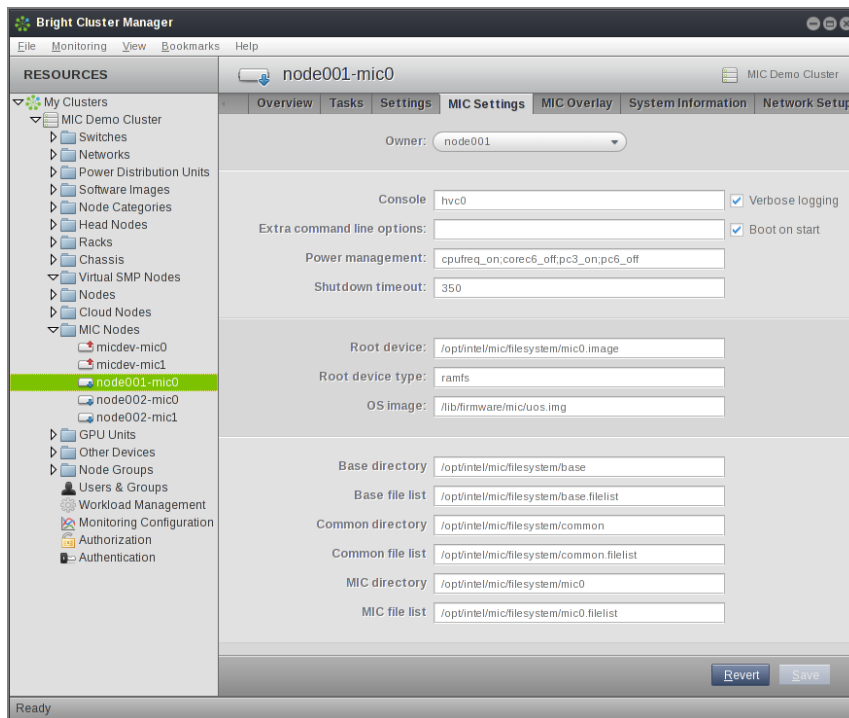 Bright Cluster Manager
File Monitoring View Bookmarks Help
RESOURCES
node001-mic0
MIC Demo Cluster
My Clusters
MIC Demo Cluster
Switches
Networks
Power Distribution Units
Software Images
Node Categories
Head Nodes
Racks
Chassis
Virtual SMP Nodes
Nodes
Cloud Nodes
MIC Nodes
micdev-mic0
micdev-mic1
node001-mic0
node002-mic0
node002-mic1
GPU Units
Other Devices
Node Groups
Users & Groups
Workload Management
Monitoring Configuration
Authorization
Authentication
Overview Tasks Settings MIC Settings MIC Overlay System Information Network Setup
Owner: node001
Console hvc0 Verbose logging
Extra command line options: Boot on start
Power management: cpufreq_on;corec6_off;pc3_on;pc6_off
Shutdown timeout: 350
Root device: /opt/intel/mic/filesystem/mic0.image
Root device type: ramfs
OS image: /lib/firmware/mic/uos.img
Base directory /opt/intel/mic/filesystem/base
Base file list /opt/intel/mic/filesystem/base.filelist
Common directory /opt/intel/mic/filesystem/common
Common file list /opt/intel/mic/filesystem/common.filelist
MIC directory /opt/intel/mic/filesystem/mic0
MIC file list /opt/intel/mic/filesystem/mic0.filelist
Revert Save
Ready